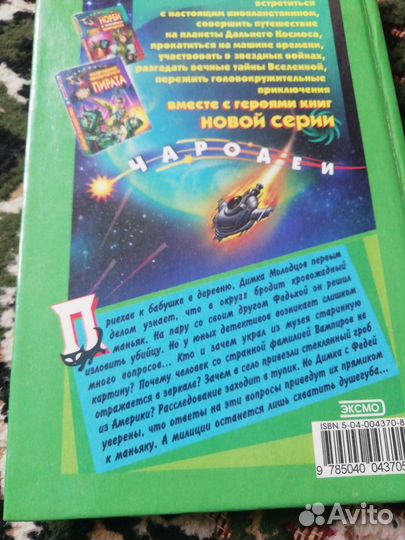 встретиться
с настоящим инопланетянином,
совершить путешествие
на планеты Дальнего Космоса,
прокатиться на машине времени,
участвовать в звездных войнах,
разгадать вечные тайны Вселенной,
пережить головокружительные
приключения
вместе с героями книг
новой серии
НОРБИ
ПИРАТА
ЧАРОДЕИ
Приехав к бабушке в деревню, Димка Молодцов первым
делом узнает, что в округе бродит кровожадный
маньяк. На пару со своим другом Федькой он решил
изловить убийцу. Но у юных детективов возникает слишком
много вопросов... Кто и зачем украл из музея старинную
картину? Почему человек со странной фамилией Вампиров не
отражается в зеркале? Зачем в село привезли стеклянный гроб
из Америки? Расследование заходит в тупик. Но Димка с Федей
уверены, что ответы на эти вопросы приведут их прямиком
к маньяку. А милиции останется лишь схватить душегуба...
ЭКСМО
ISBN 5-04-004370-8
9 785040 04370
Avito